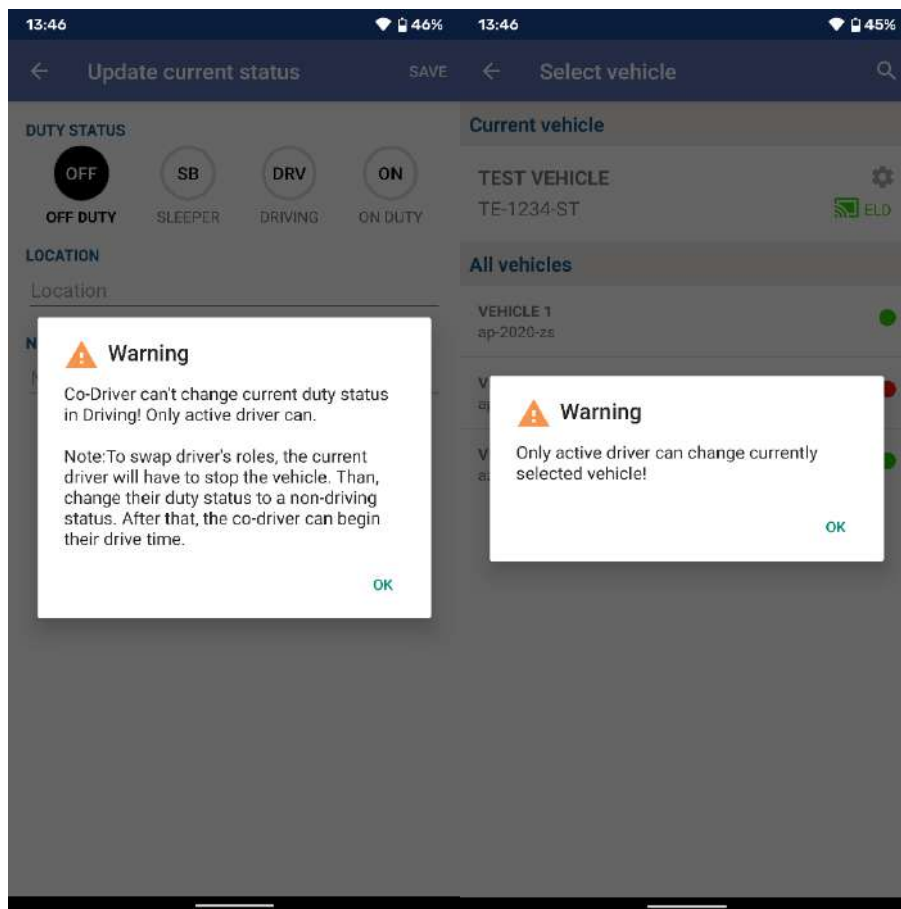 13:46
46%
Update current status
SAVE
DUTY STATUS
OFF
SB
DRV
ON
OFF DUTY
SLEEPER
DRIVING
ON DUTY
LOCATION
Location
N
Warning
Co-Driver can't change current duty status
in Driving! Only active driver can.
Note:To swap driver's roles, the current
driver will have to stop the vehicle. Than,
change their duty status to a non-driving
status. After that, the co-driver can begin
their drive time.
OK
13:46
45%
Select vehicle
Current vehicle
TEST VEHICLE
TE-1234-ST
ELD
All vehicles
VEHICLE 1
ap-2020-zs
V
V
Warning
Only active driver can change currently
selected vehicle!
OK